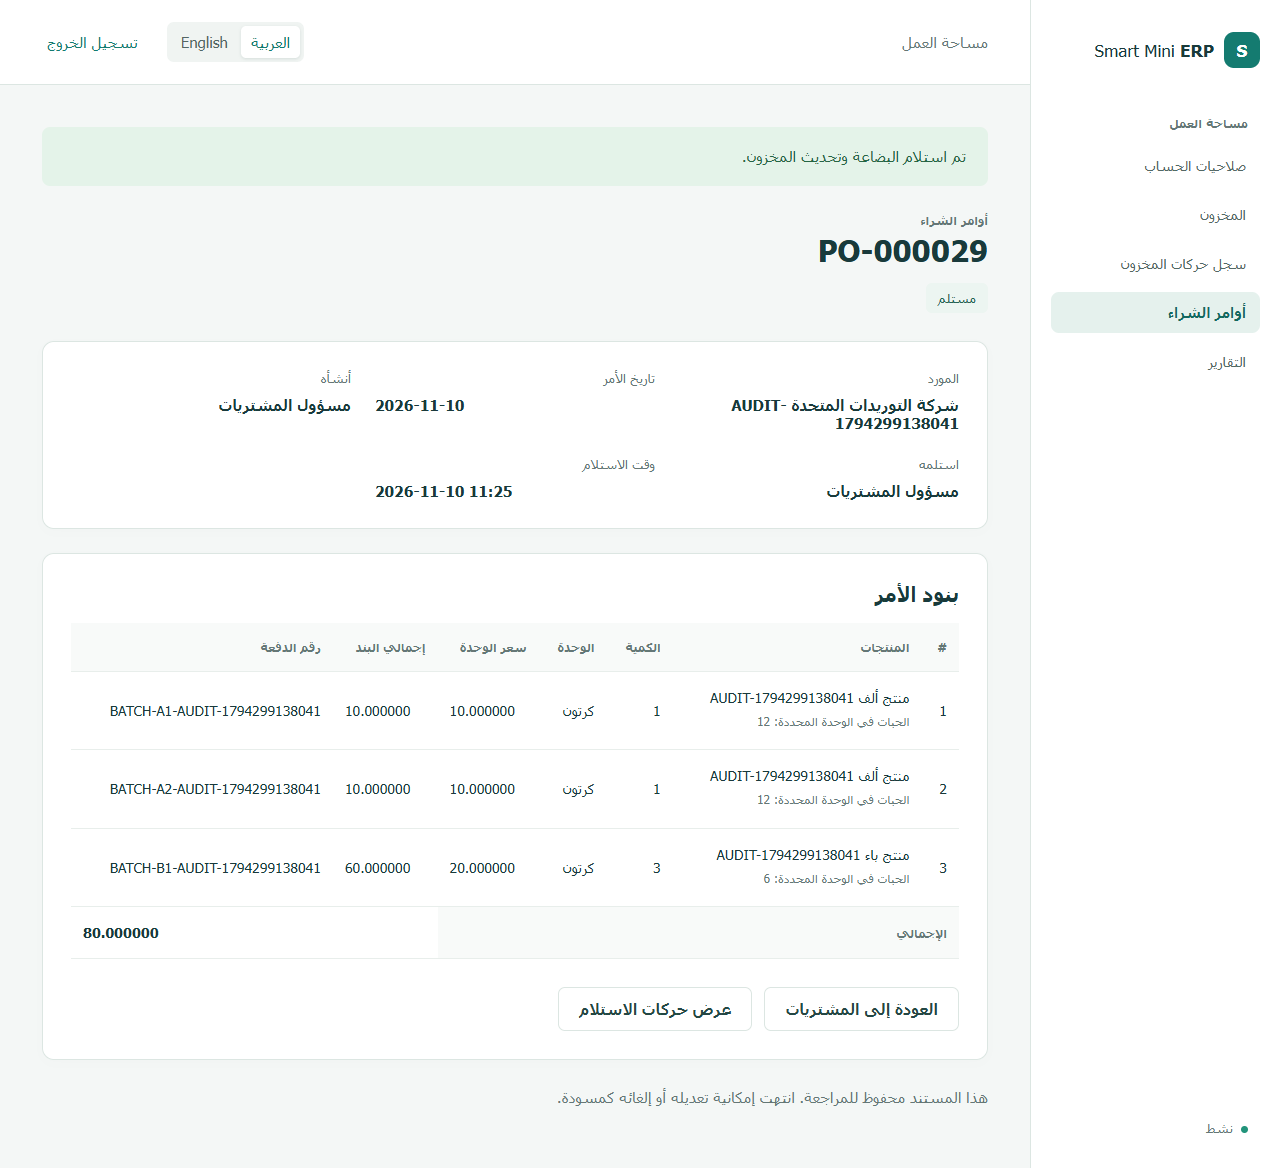 S
Smart Mini ERP
مساحة العمل
صلاحيات الحساب
المخزون
سجل حركات المخزون
أوامر الشراء
التقارير
نشط
مساحة العمل
العربية
English
تسجيل الخروج
تم استلام البضاعة وتحديث المخزون.
أوامر الشراء
PO-000029
مستلم
المورد
شركة التوريدات المتحدة AUDIT-
1794299138041
تاريخ الأمر
2026-11-10
أنشأه
مسؤول المشتريات
استلمه
مسؤول المشتريات
وقت الاستلام
2026-11-10 11:25
بنود الأمر
# المنتجات الكمية الوحدة سعر الوحدة إجمالي البند رقم الدفعة
1 منتج ألف AUDIT-1794299138041 1 كرتون 10.000000 10.000000 BATCH-A1-AUDIT-1794299138041
الحبات في الوحدة المحددة: 12
2 منتج ألف AUDIT-1794299138041 1 كرتون 10.000000 10.000000 BATCH-A2-AUDIT-1794299138041
الحبات في الوحدة المحددة: 12
3 منتج باء AUDIT-1794299138041 3 كرتون 20.000000 60.000000 BATCH-B1-AUDIT-1794299138041
الحبات في الوحدة المحددة: 6
الإجمالي 80.000000
العودة إلى المشتريات
عرض حركات الاستلام
هذا المستند محفوظ للمراجعة. انتهت إمكانية تعديله أو إلغائه كمسودة.